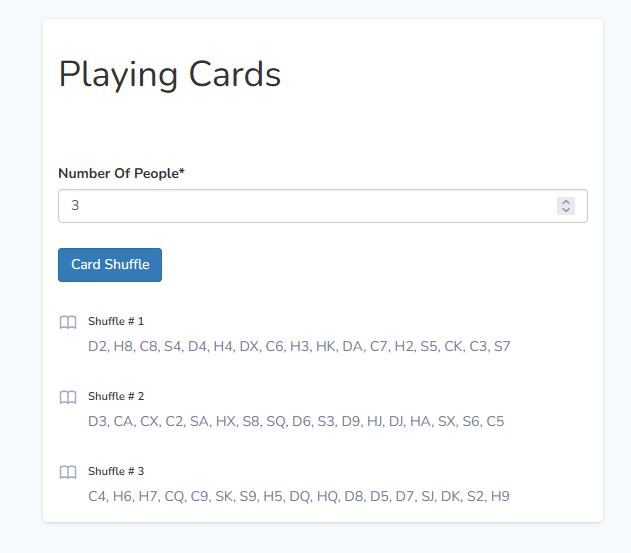 Playing Cards
Number Of People*
3
Card Shuffle
Shuffle # 1
D2, H8, C8, S4, D4, H4, DX, C6, H3, HK, DA, C7, H2, S5, CK, C3, S7
Shuffle # 2
D3, CA, CX, C2, SA, HX, S8, SQ, D6, S3, D9, HJ, DJ, HA, SX, S6, C5
Shuffle # 3
C4, H6, H7, CQ, C9, SK, S9, H5, DQ, HQ, D8, D5, D7, SJ, DK, S2, H9